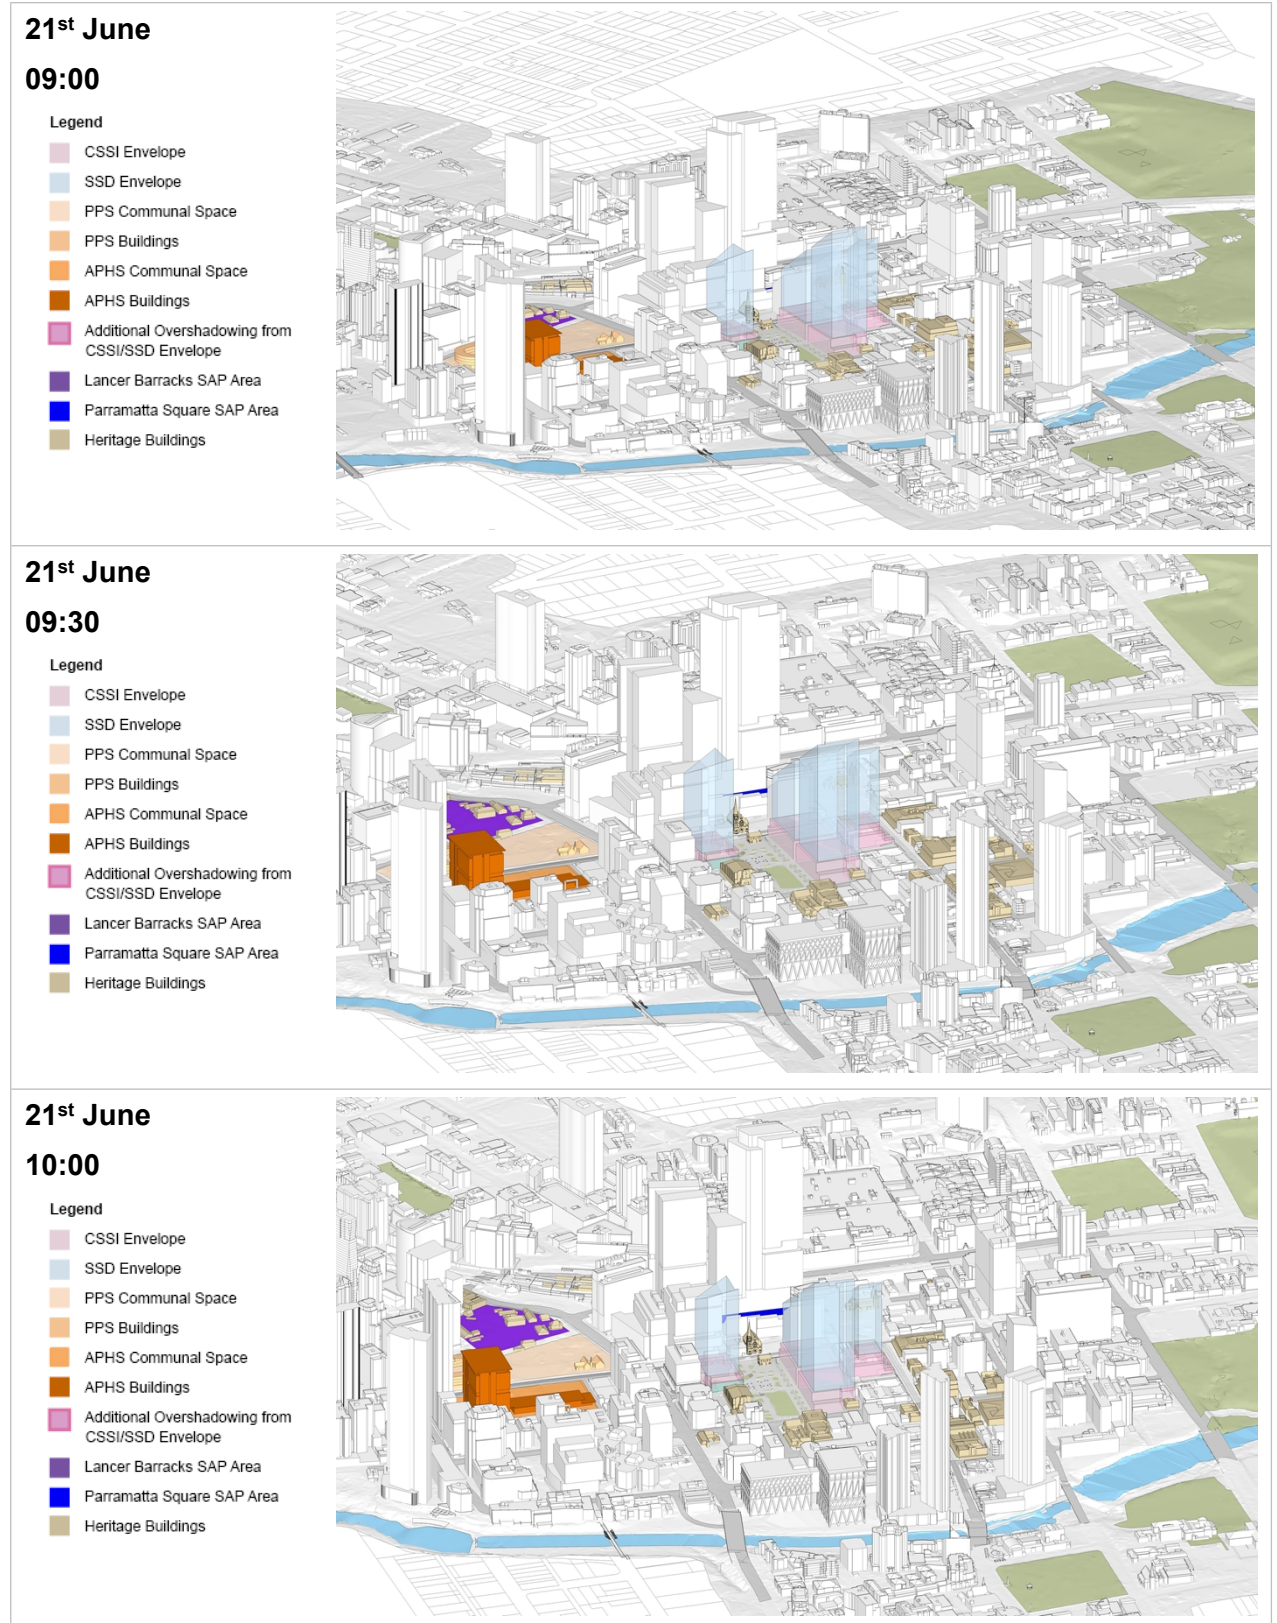 21st June
09:00
Legend
CSSI Envelope
SSD Envelope
PPS Communal Space
PPS Buildings
APHS Communal Space
APHS Buildings
Additional Overshadowing from
CSSI/SSD Envelope
Lancer Barracks SAP Area
Parramatta Square SAP Area
Heritage Buildings
21st June
09:30
Legend
CSSI Envelope
SSD Envelope
PPS Communal Space
PPS Buildings
APHS Communal Space
APHS Buildings
Additional Overshadowing from
CSSI/SSD Envelope
Lancer Barracks SAP Area
Parramatta Square SAP Area
Heritage Buildings
21st June
10:00
Legend
CSSI Envelope
SSD Envelope
PPS Communal Space
PPS Buildings
APHS Communal Space
APHS Buildings
Additional Overshadowing from
CSSI/SSD Envelope
Lancer Barracks SAP Area
Parramatta Square SAP Area
Heritage Buildings